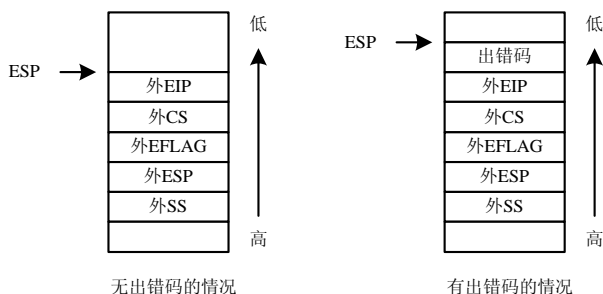 低
ESP
外EIP
外CS
外EFLAG
外ESP
外SS
高
无出错码的情况
低
ESP
出错码
外EIP
外CS
外EFLAG
外ESP
外SS
高
有出错码的情况